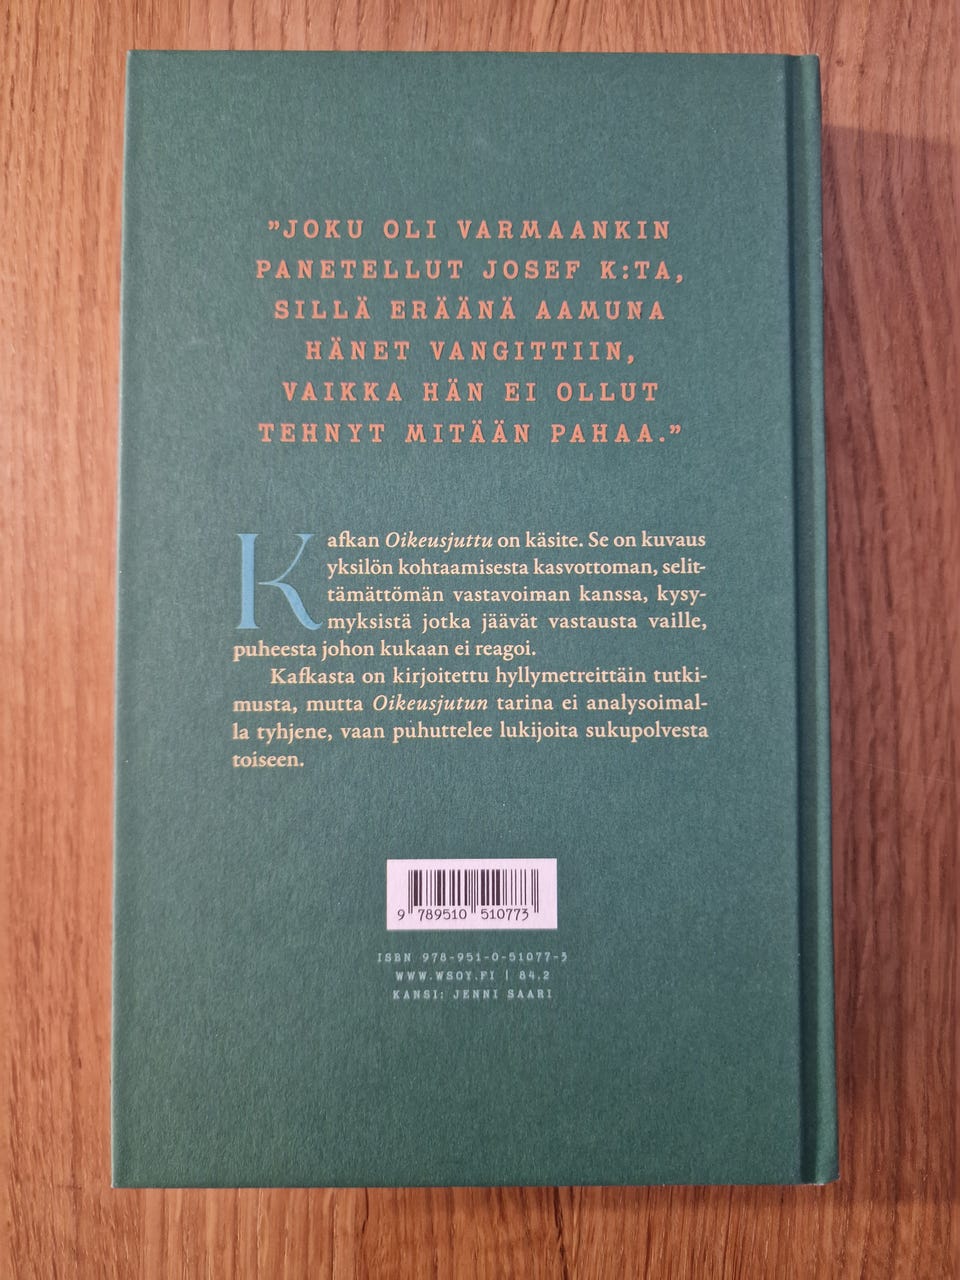 ”JOKU OLI VARMAANKIN
PANETELLUT JOSEF K:TA,
SILLÄ ERÄÄNÄ AAMUNA
HÄNET VANGITTIIN,
VAIKKA HÄN EI OLLUT
TEHNYT MITÄÄN PAHAA.”
Kafkan Oikeusjuttu on käsite. Se on kuvaus
yksilön kohtaamisesta kasvottoman, selit-
tämättömän vastavoiman kanssa, kysy-
myksistä jotka jäävät vastausta vaille,
puheesta johon kukaan ei reagoi.
Kafkasta on kirjoitettu hyllymetreittäin tutki-
musta, mutta Oikeusjutun tarina ei analysoimal-
la tyhjene, vaan puhuttelee lukijoita sukupolvesta
toiseen.
9 789510 510773
ISBN 978-951-0-51077-3
WWW.WSOY.FI | 84.2
KANSI: JENNI SAARI